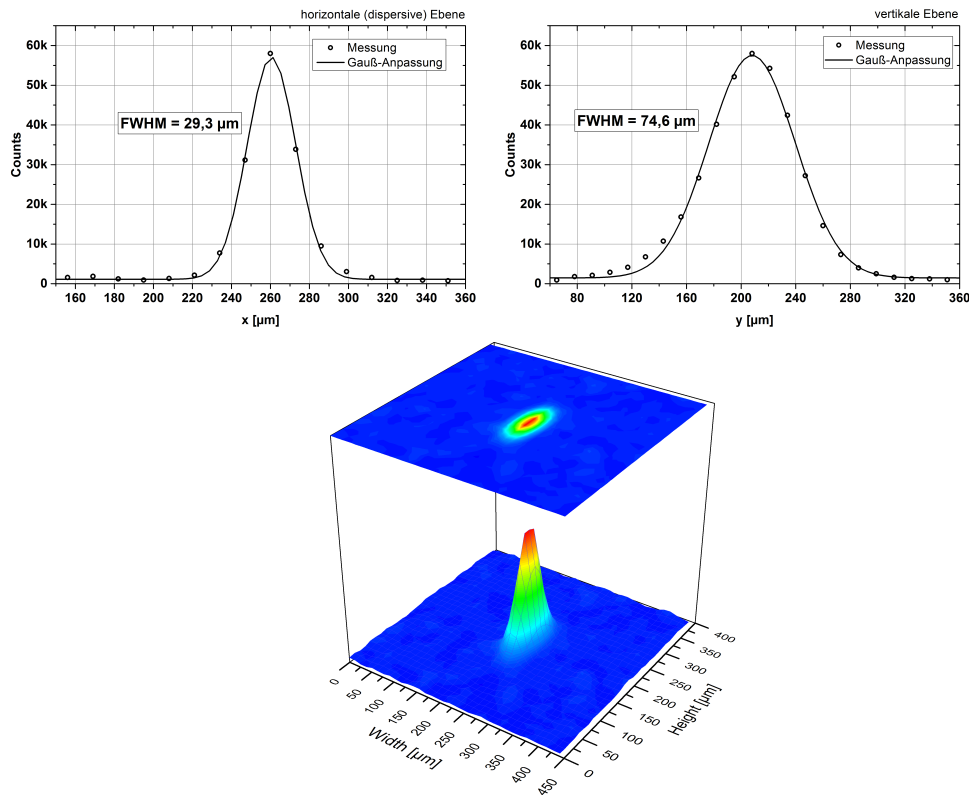 horizontale (dispersive) Ebene
60k
50k
40k
30k
20k
10k
0
Counts
Messung
Gauß-Anpassung
FWHM = 29,3 µm
160 180 200 220 240 260 280 300 320 340 360
x [µm]
vertikale Ebene
60k
50k
40k
30k
20k
10k
0
Counts
Messung
Gauß-Anpassung
FWHM = 74,6 µm
80 120 160 200 240 280 320 360
y [µm]
0 50 100 150 200 250 300 350 400 450
Width [µm]
0 50 100 150 200 250 300 350 400
Height [µm]